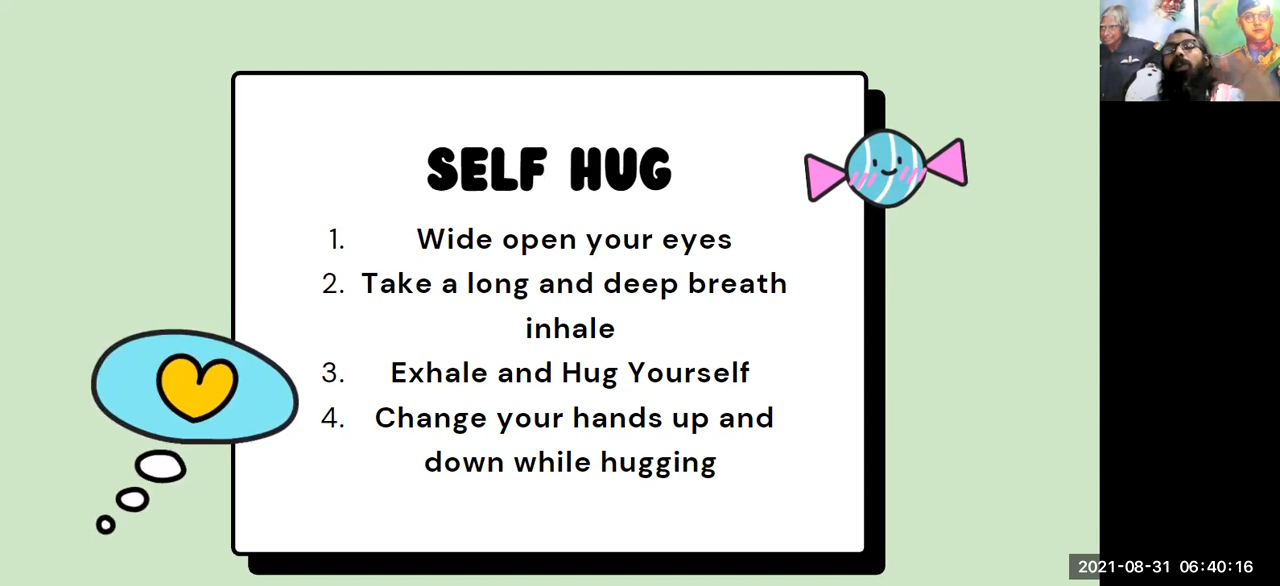 SELF HUG
1. Wide open your eyes
2. Take a long and deep breath
inhale
3. Exhale and Hug Yourself
4. Change your hands up and
down while hugging
2021-08-31 06:40:16